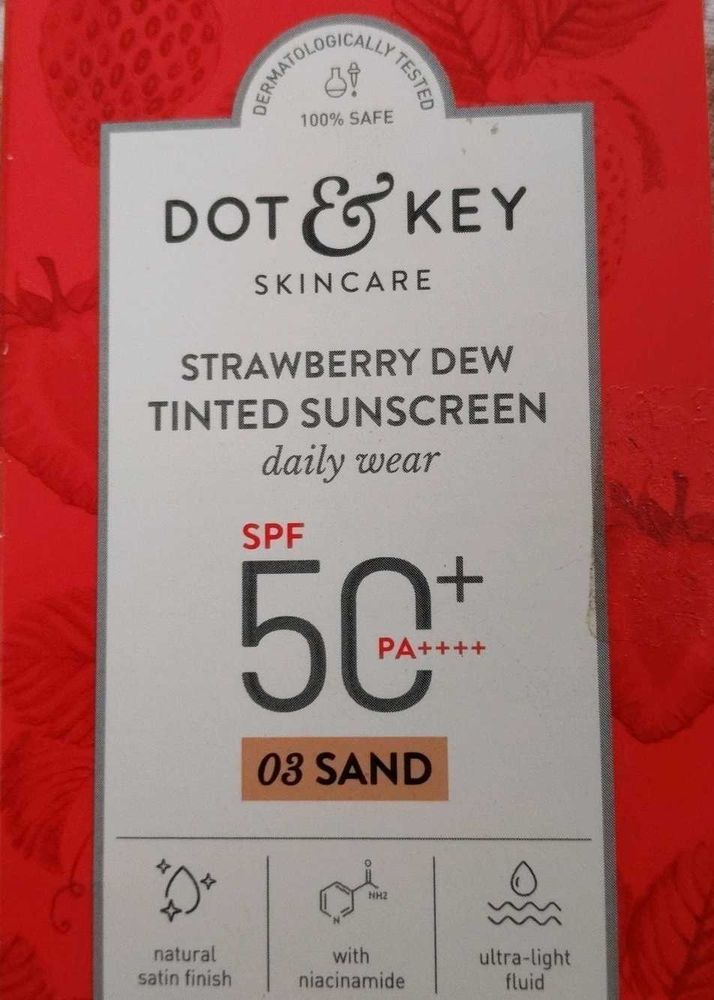 DERMATOLOGICALLY TESTED
100% SAFE
DOT & KEY
SKINCARE
STRAWBERRY DEW
TINTED SUNSCREEN
daily wear
SPF
50+
PA++++
03 SAND
O
NH2
N
natural
satin finish
with
niacinamide
ultra-light
fluid